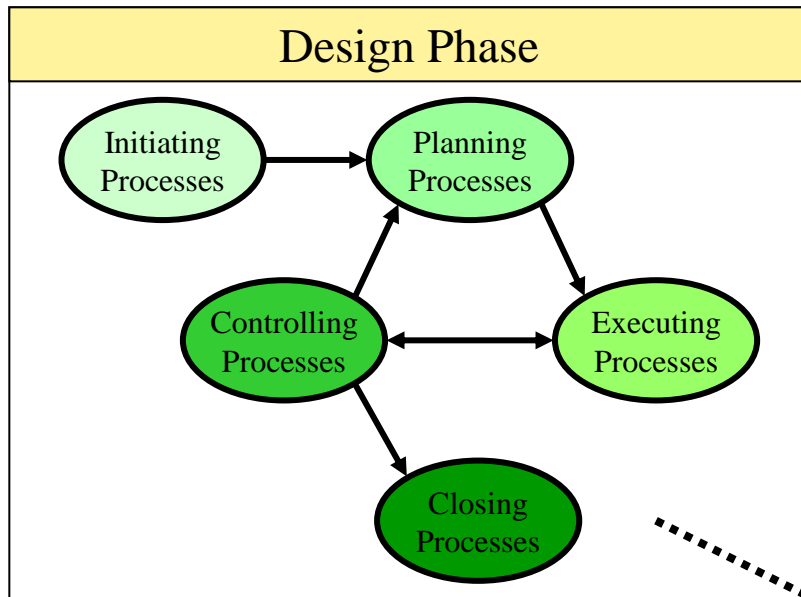 Design Phase
Initiating
Processes
Planning
Processes
Controlling
Processes
Executing
Processes
Closing
Processes